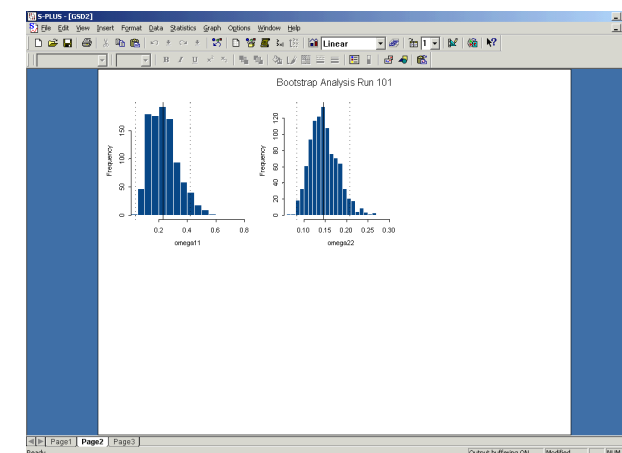 S-PLUS - [GSD2]
File Edit View Insert Format Data Statistics Graph Options Window Help
Linear 1
B I U
Bootstrap Analysis Run 101
Frequency
0 50 100 150
0.2 0.4 0.6 0.8
omega11
Frequency
0 20 40 60 80 100 120
0.10 0.15 0.20 0.25 0.30
omega22
Page1 Page2 Page3
Ready
Output buffering ON Modified NUM